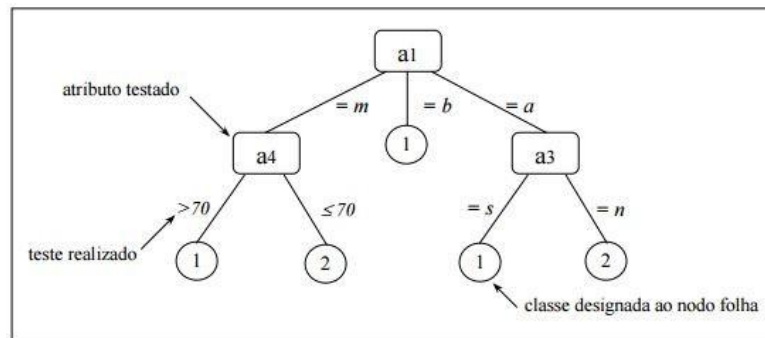 a1
atributo testado
= m
= b
= a
a4
1
a3
>70
≤70
= s
= n
teste realizado
1
2
1
2
classe designada ao nodo folha